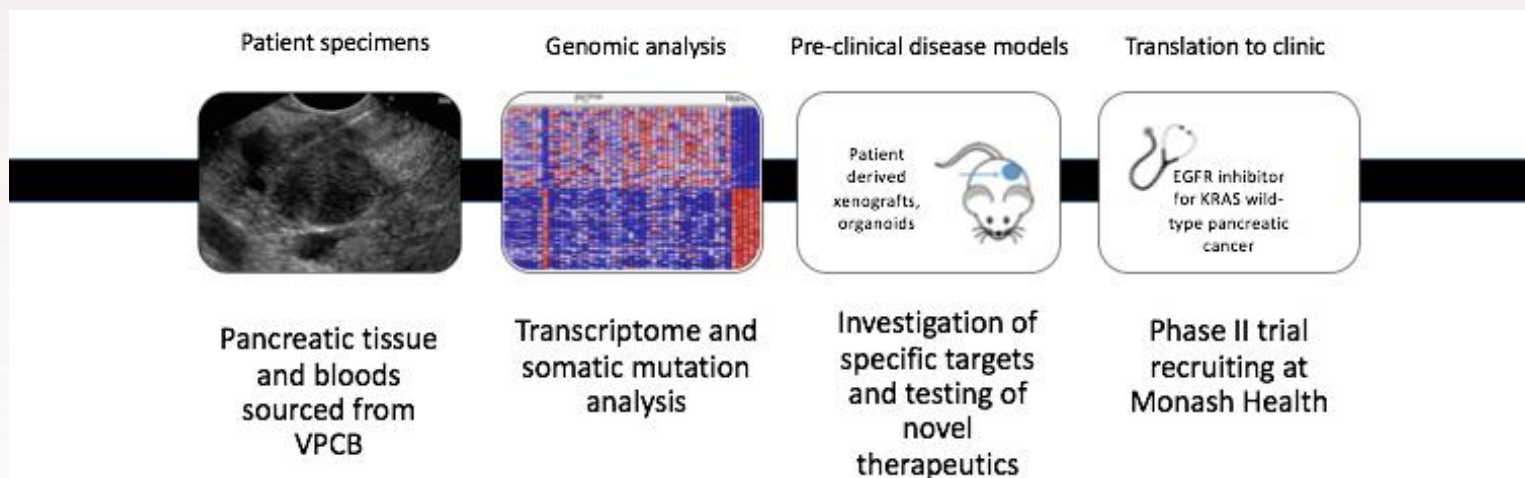 Patient specimens
Genomic analysis
Pre-clinical disease models
Translation to clinic
Patient
derived
xenografts,
organoids
EGFR inhibitor
for KRAS wild-
type pancreatic
cancer
Pancreatic tissue
and bloods
sourced from
VPCB
Transcriptome and
somatic mutation
analysis
Investigation of
specific targets
and testing of
novel
therapeutics
Phase II trial
recruiting at
Monash Health